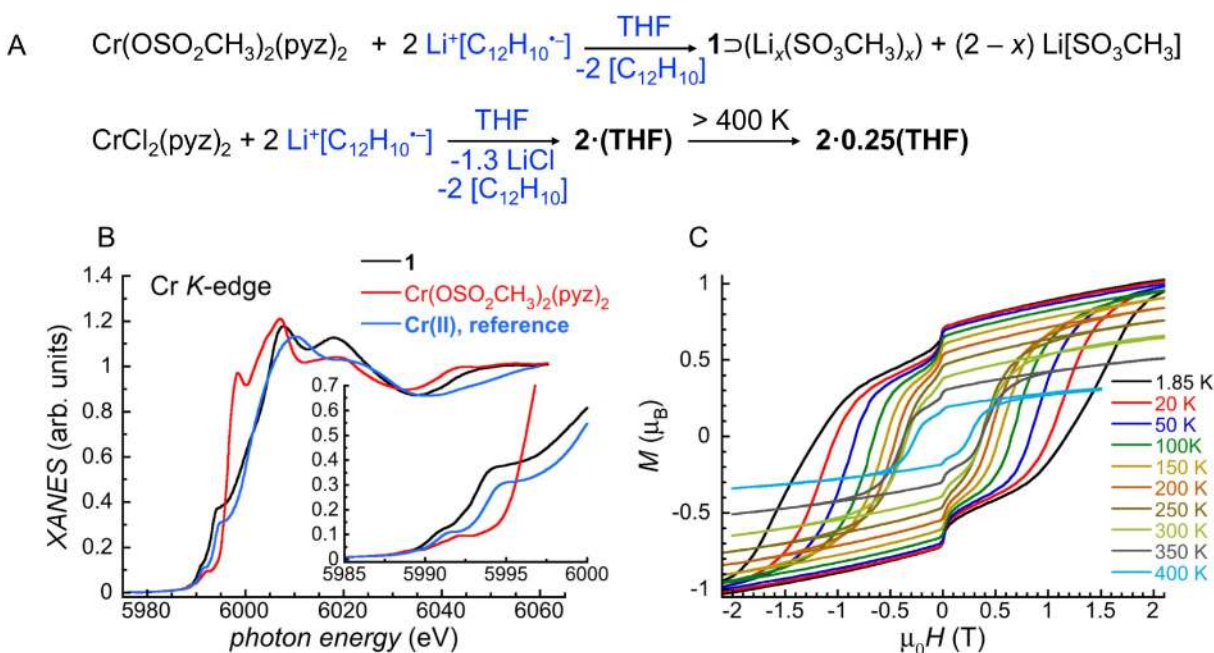 A
Cr(OSO₂CH₃)₂(pyz)₂ + 2 Li⁺[C₁₂H₁₀•⁻] THF -2 [C₁₂H₁₀] 1⊃(Liₓ(SO₃CH₃)ₓ) + (2 – x) Li[SO₃CH₃]
CrCl₂(pyz)₂ + 2 Li⁺[C₁₂H₁₀•⁻] THF -1.3 LiCl -2 [C₁₂H₁₀] 2·(THF) > 400 K 2·0.25(THF)
B
Cr K-edge
1
Cr(OSO₂CH₃)₂(pyz)₂
Cr(II), reference
XANES (arb. units)
1.4
1.2
1
0.8
0.6
0.4
0.2
0
5980 6000 6020 6040 6060
photon energy (eV)
0.7
0.6
0.5
0.4
0.3
0.2
0.1
0
5985 5990 5995 6000
C
M (μB)
1
0.5
0
-0.5
-1
-2 -1.5 -1 -0.5 0 0.5 1 1.5 2
μ₀H (T)
1.85 K
20 K
50 K
100K
150 K
200 K
250 K
300 K
350 K
400 K